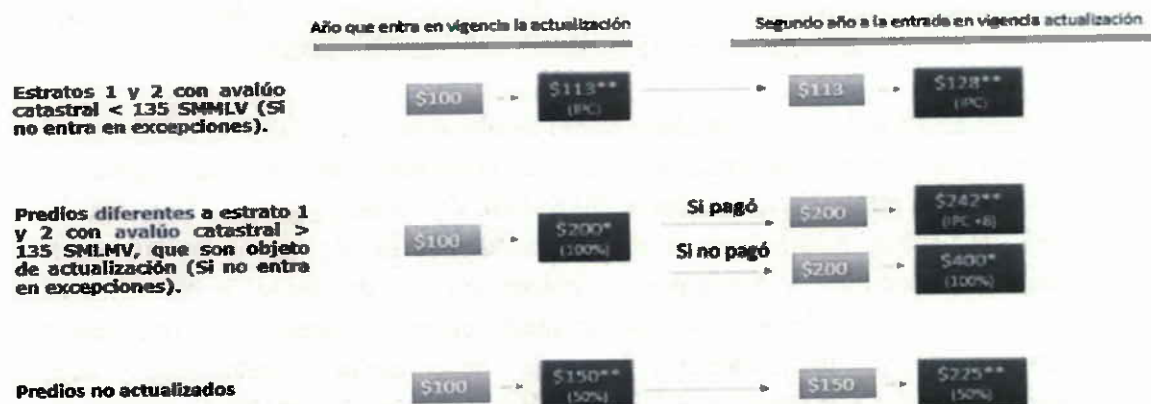 Año que entra en vigencia la actualización
Segundo año a la entrada en vigencia actualización
Estratos 1 y 2 con avalúo
catastral < 135 SMMLV (Si
no entra en excepciones).
$100
$113**
(IPC)
$113
$128**
(IPC)
Predios diferentes a estrato 1
y 2 con avalúo catastral >
135 SMLMV, que son objeto
de actualización (Si no entra
en excepciones).
$100
$200*
(100%)
Si pagó
$200
$242**
(IPC +8)
Si no pagó
$200
$400*
(100%)
Predios no actualizados
$100
$150**
(50%)
$150
$225**
(50%)